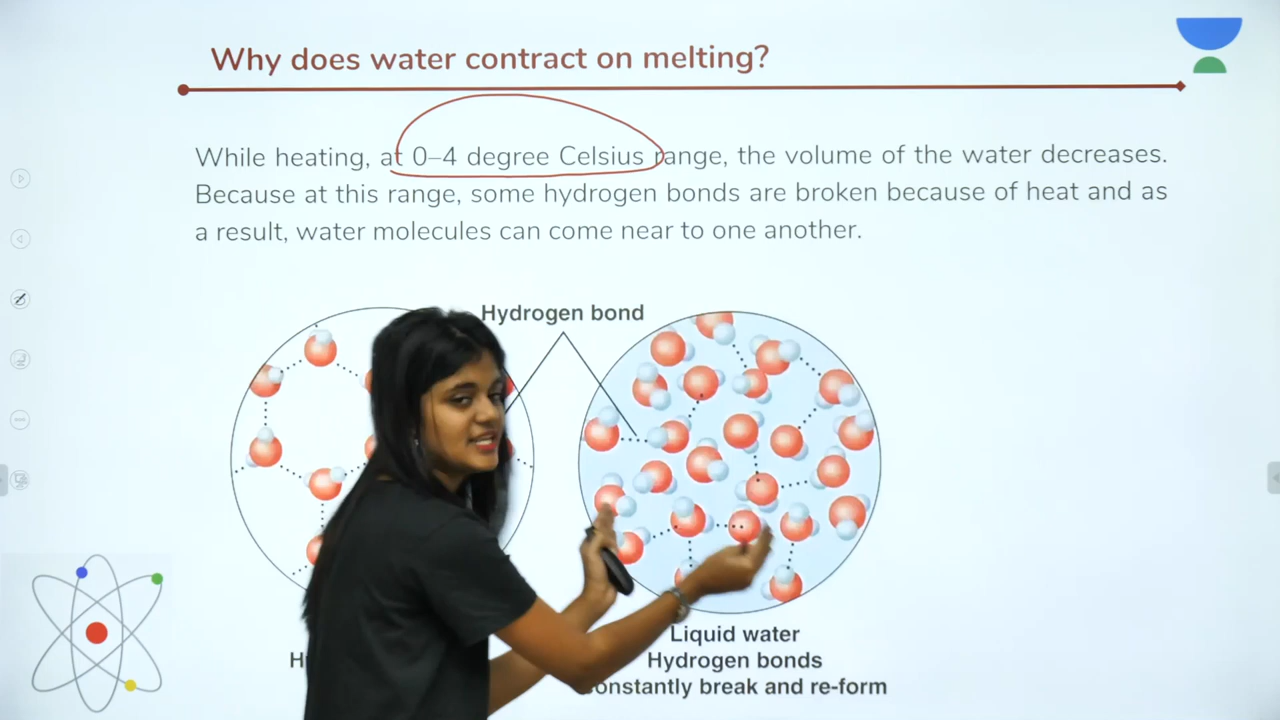 Why does water contract on melting?
While heating, at 0–4 degree Celsius range, the volume of the water decreases.
Because at this range, some hydrogen bonds are broken because of heat and as
a result, water molecules can come near to one another.
Hydrogen bond
Liquid water
Hydrogen bonds
constantly break and re-form